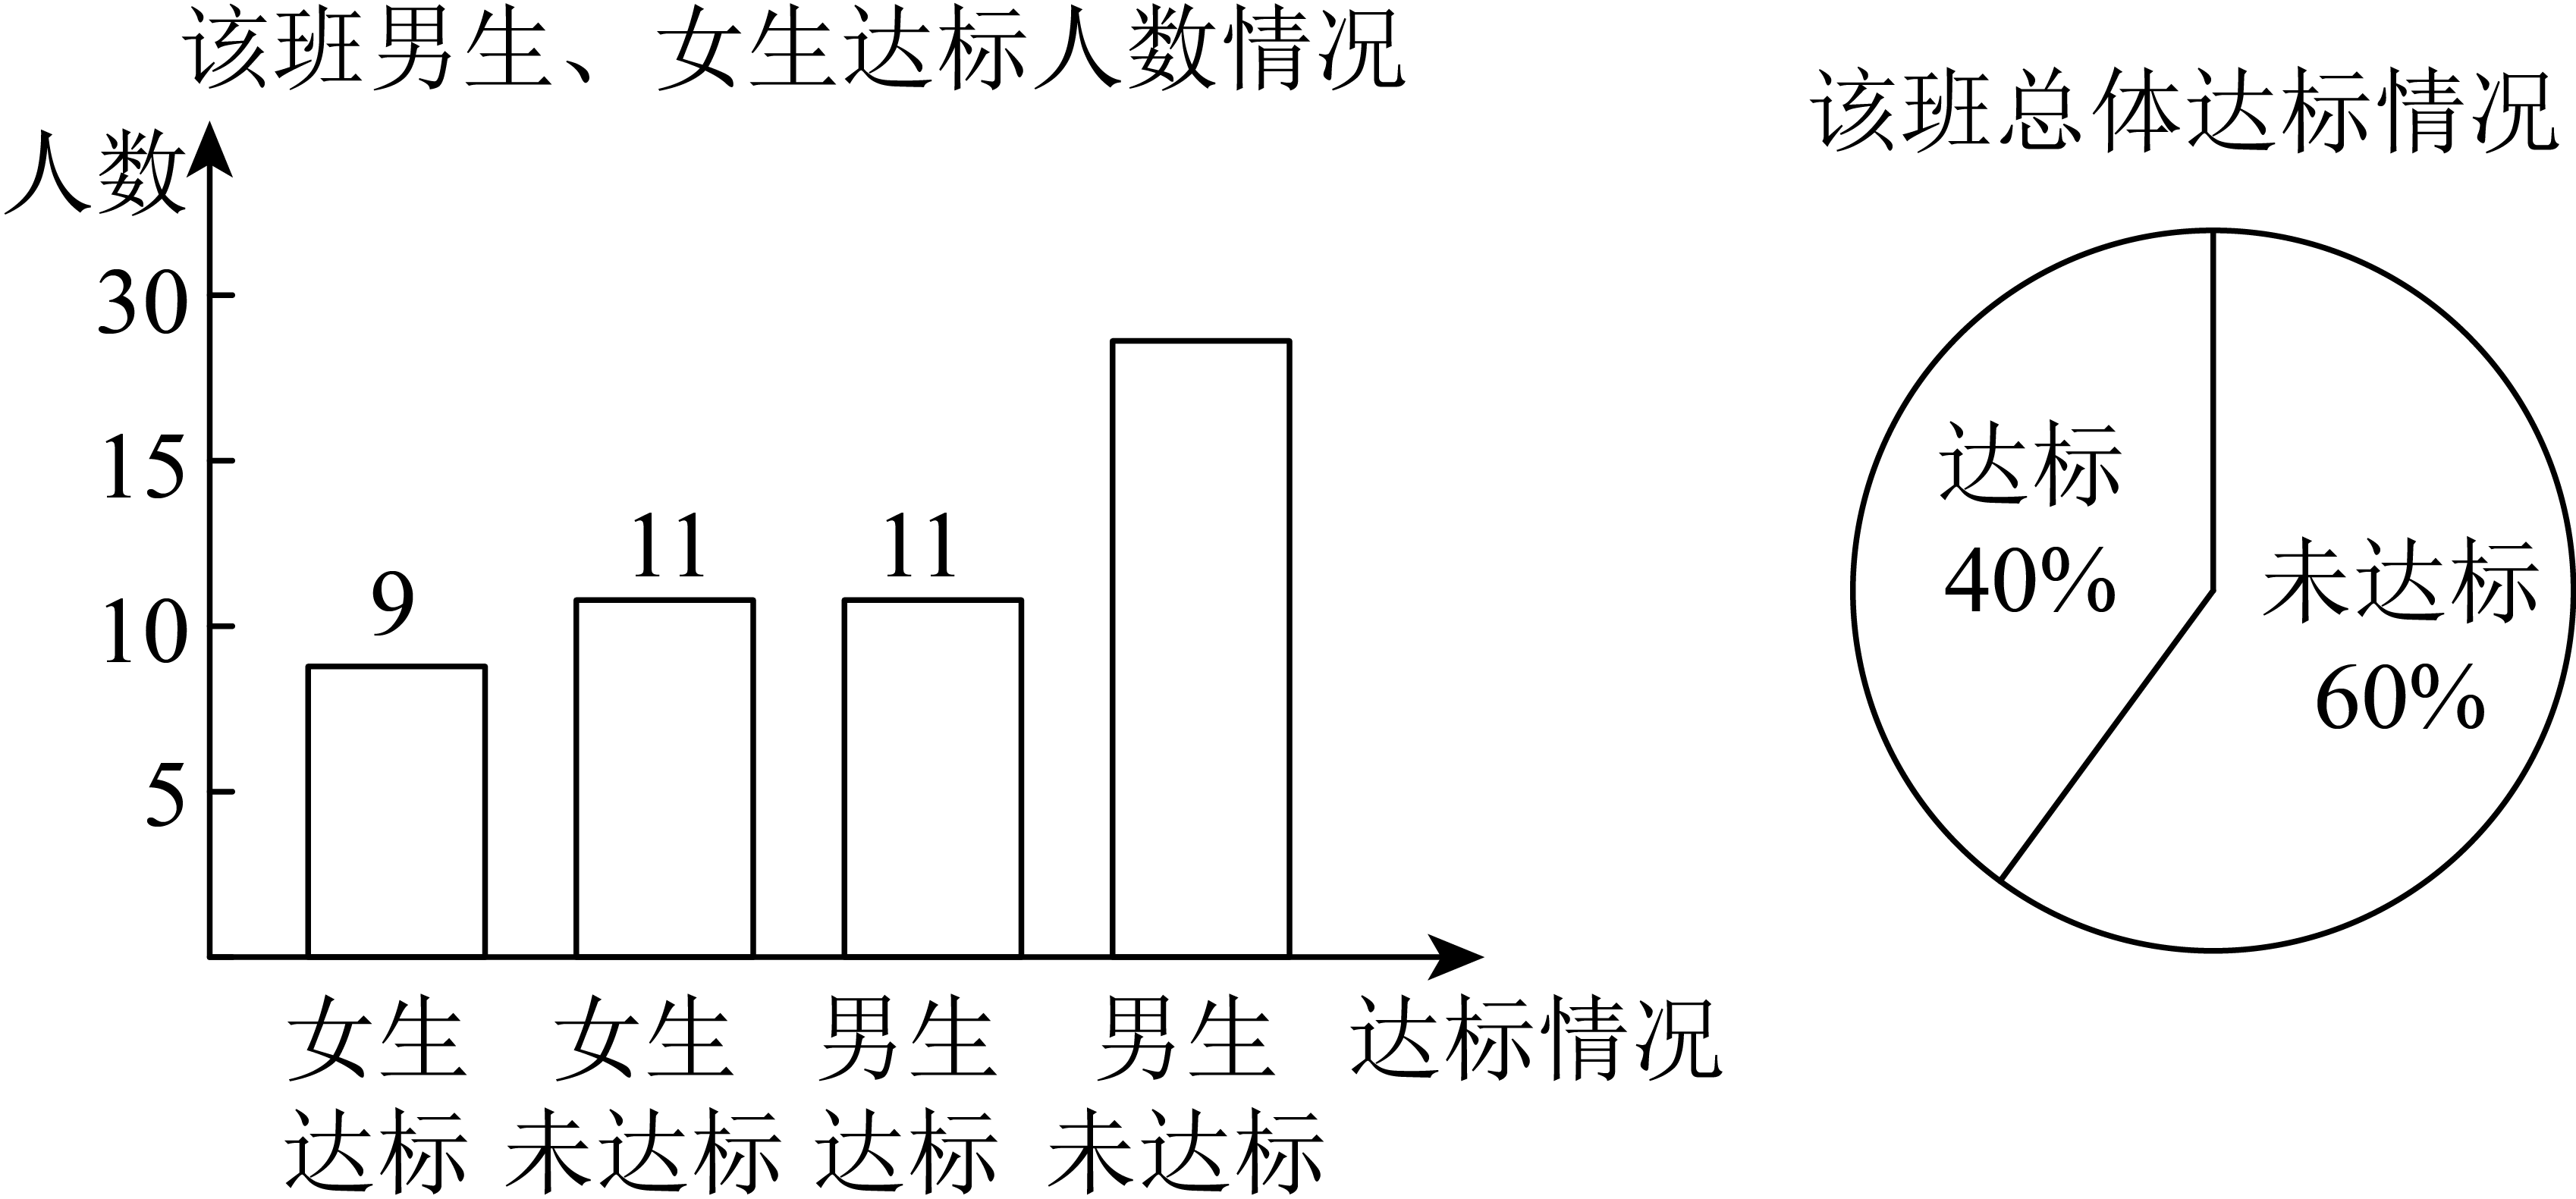 该班男生、女生达标人数情况
人数
30
15
10
5
9
11
11
女生
达标
女生
未达标
男生
达标
男生
未达标
达标情况
该班总体达标情况
达标
40%
未达标
60%